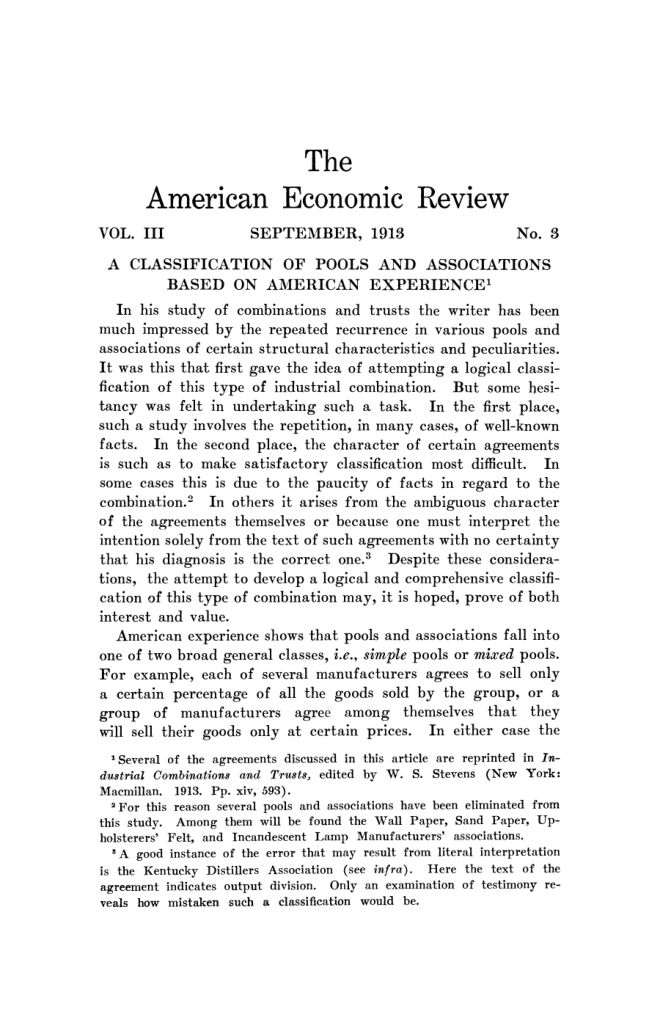 The
American Economic Review
VOL. III SEPTEMBER, 1913 No. 3
A CLASSIFICATION OF POOLS AND ASSOCIATIONS
BASED ON AMERICAN EXPERIENCE¹
In his study of combinations and trusts the writer has been
much impressed by the repeated recurrence in various pools and
associations of certain structural characteristics and peculiarities.
It was this that first gave the idea of attempting a logical classi-
fication of this type of industrial combination. But some hesi-
tancy was felt in undertaking such a task. In the first place,
such a study involves the repetition, in many cases, of well-known
facts. In the second place, the character of certain agreements
is such as to make satisfactory classification most difficult. In
some cases this is due to the paucity of facts in regard to the
combination.² In others it arises from the ambiguous character
of the agreements themselves or because one must interpret the
intention solely from the text of such agreements with no certainty
that his diagnosis is the correct one.³ Despite these considera-
tions, the attempt to develop a logical and comprehensive classifi-
cation of this type of combination may, it is hoped, prove of both
interest and value.
American experience shows that pools and associations fall into
one of two broad general classes, i.e., simple pools or mixed pools.
For example, each of several manufacturers agrees to sell only
a certain percentage of all the goods sold by the group, or a
group of manufacturers agree among themselves that they
will sell their goods only at certain prices. In either case the
¹ Several of the agreements discussed in this article are reprinted in In-
dustrial Combinations and Trusts, edited by W. S. Stevens (New York:
Macmillan. 1913. Pp. xiv, 593).
² For this reason several pools and associations have been eliminated from
this study. Among them will be found the Wall Paper, Sand Paper, Up-
holsterers' Felt, and Incandescent Lamp Manufacturers' associations.
³ A good instance of the error that may result from literal interpretation
is the Kentucky Distillers Association (see infra). Here the text of the
agreement indicates output division. Only an examination of testimony re-
veals how mistaken such a classification would be.